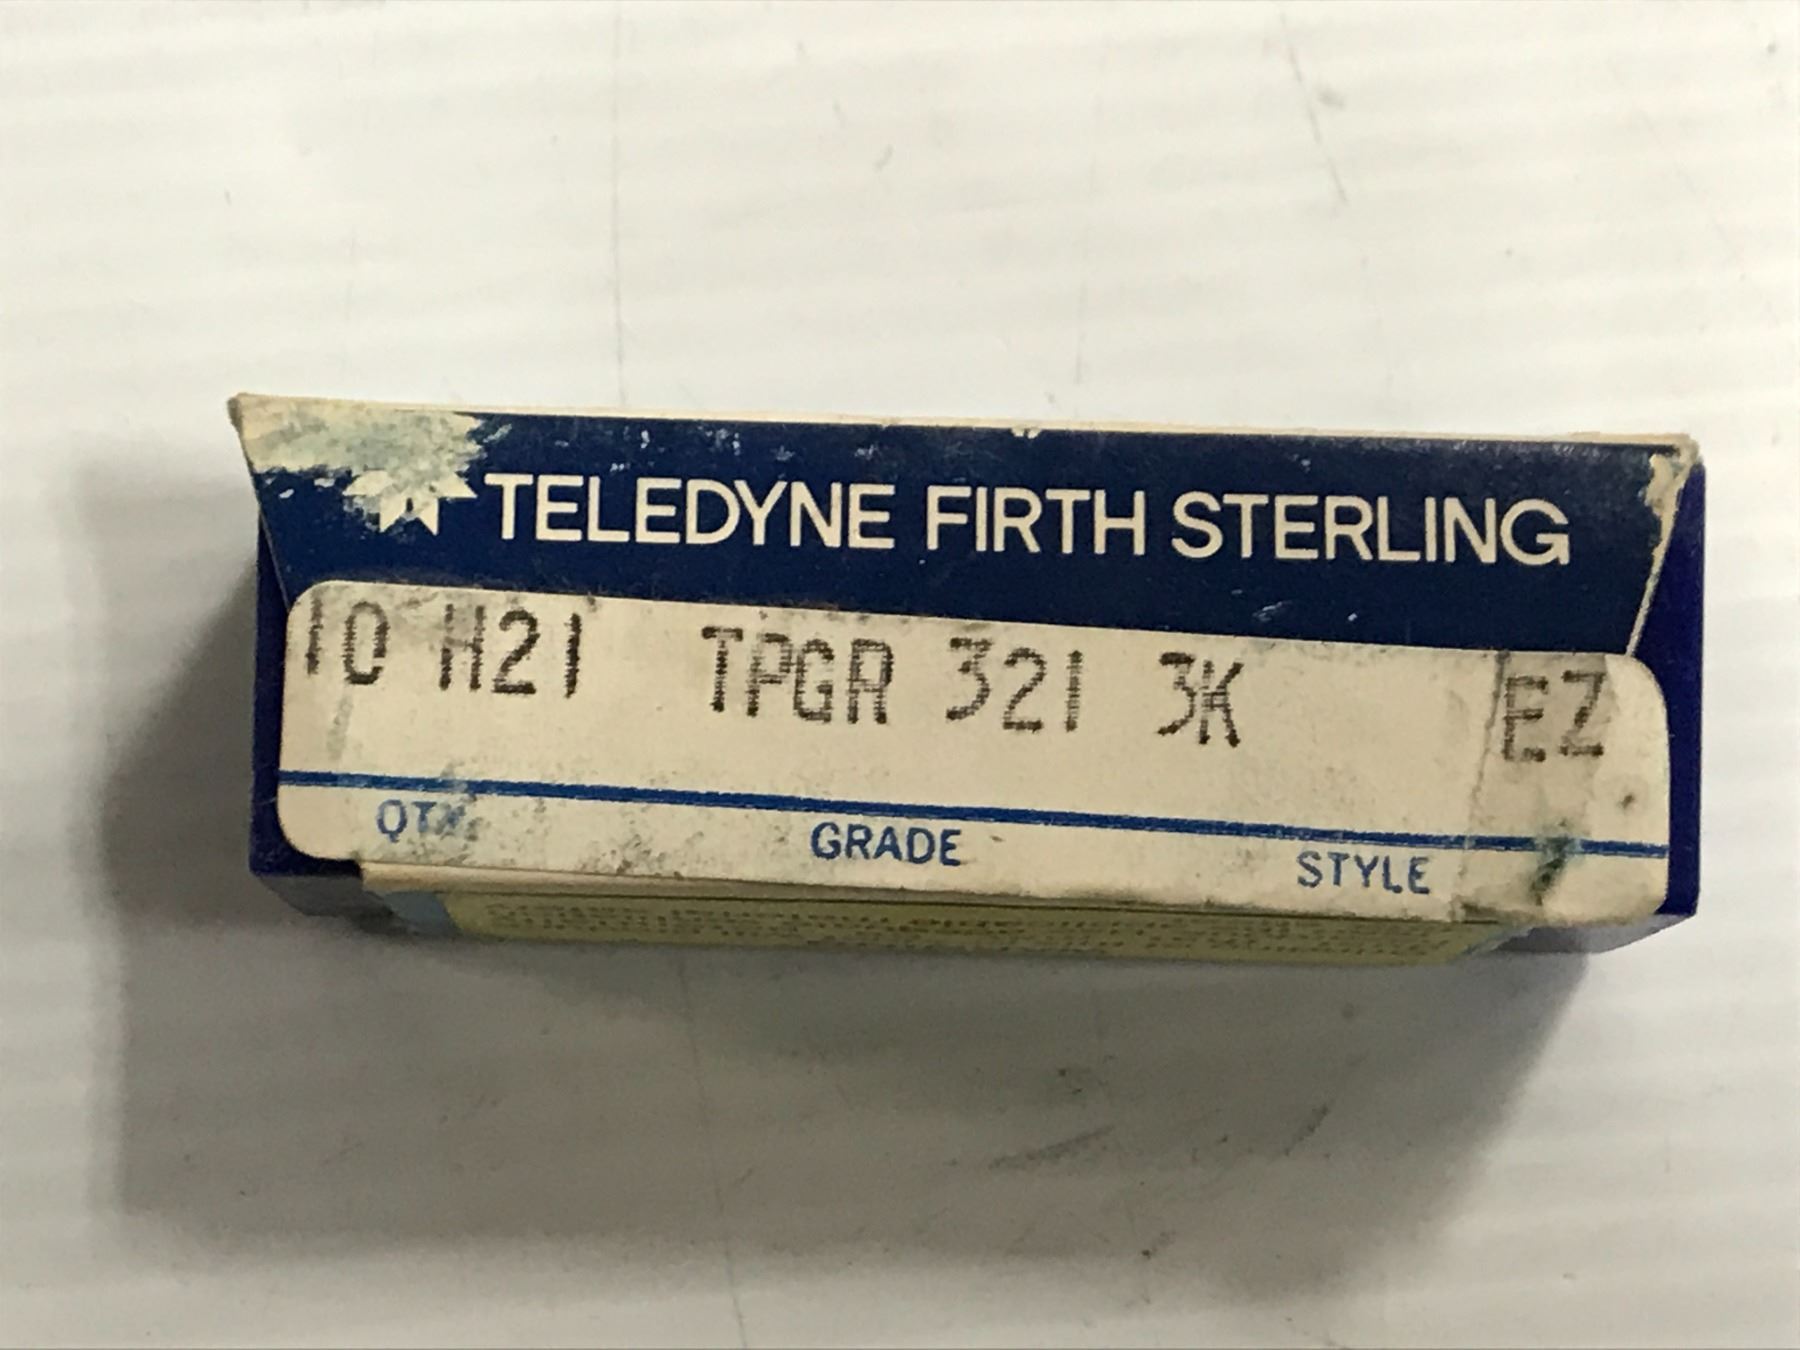 TELEDYNE FIRTH STERLING
10 H21 TPGR 321 3K EZ
QTY. GRADE STYLE